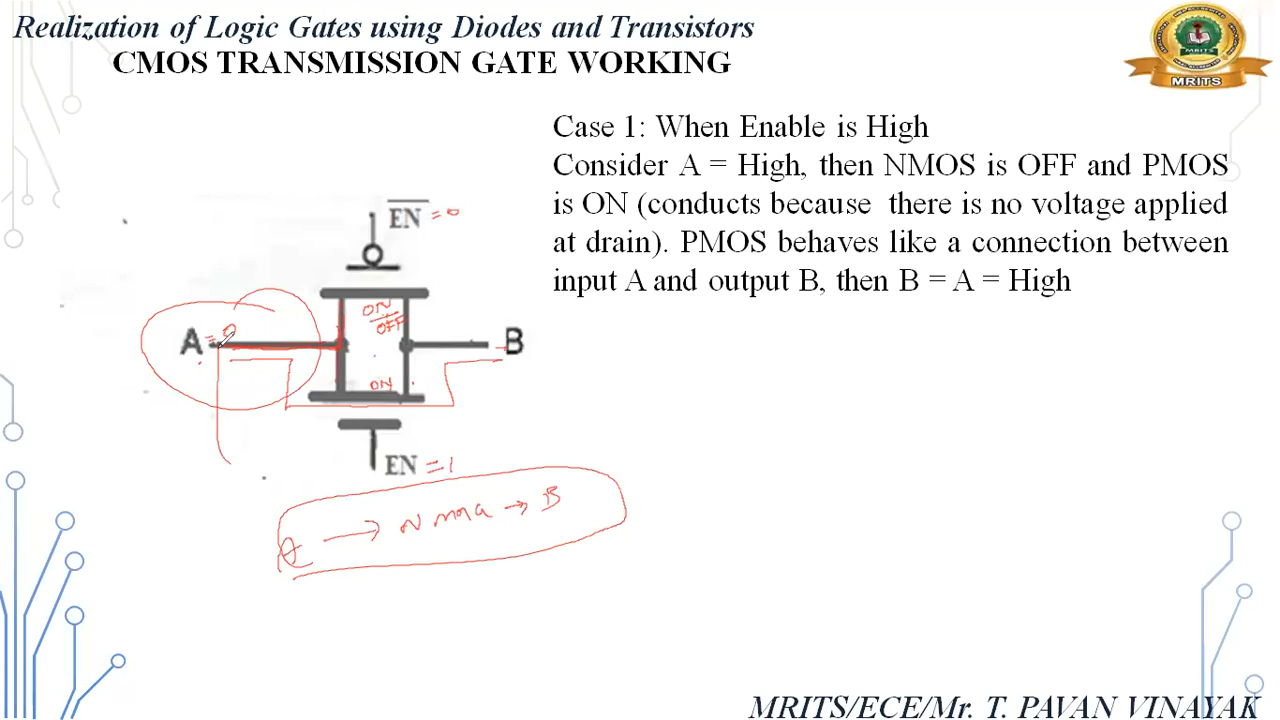 Realization of Logic Gates using Diodes and Transistors
CMOS TRANSMISSION GATE WORKING
MRITS
Case 1: When Enable is High
Consider A = High, then NMOS is OFF and PMOS
is ON (conducts because there is no voltage applied
at drain). PMOS behaves like a connection between
input A and output B, then B = A = High
EN = 0
ON
OFF
A = 0
B
ON
EN = 1
A → Nmos → B
MRITS/ECE/Mr. T. PAVAN VINAYAK